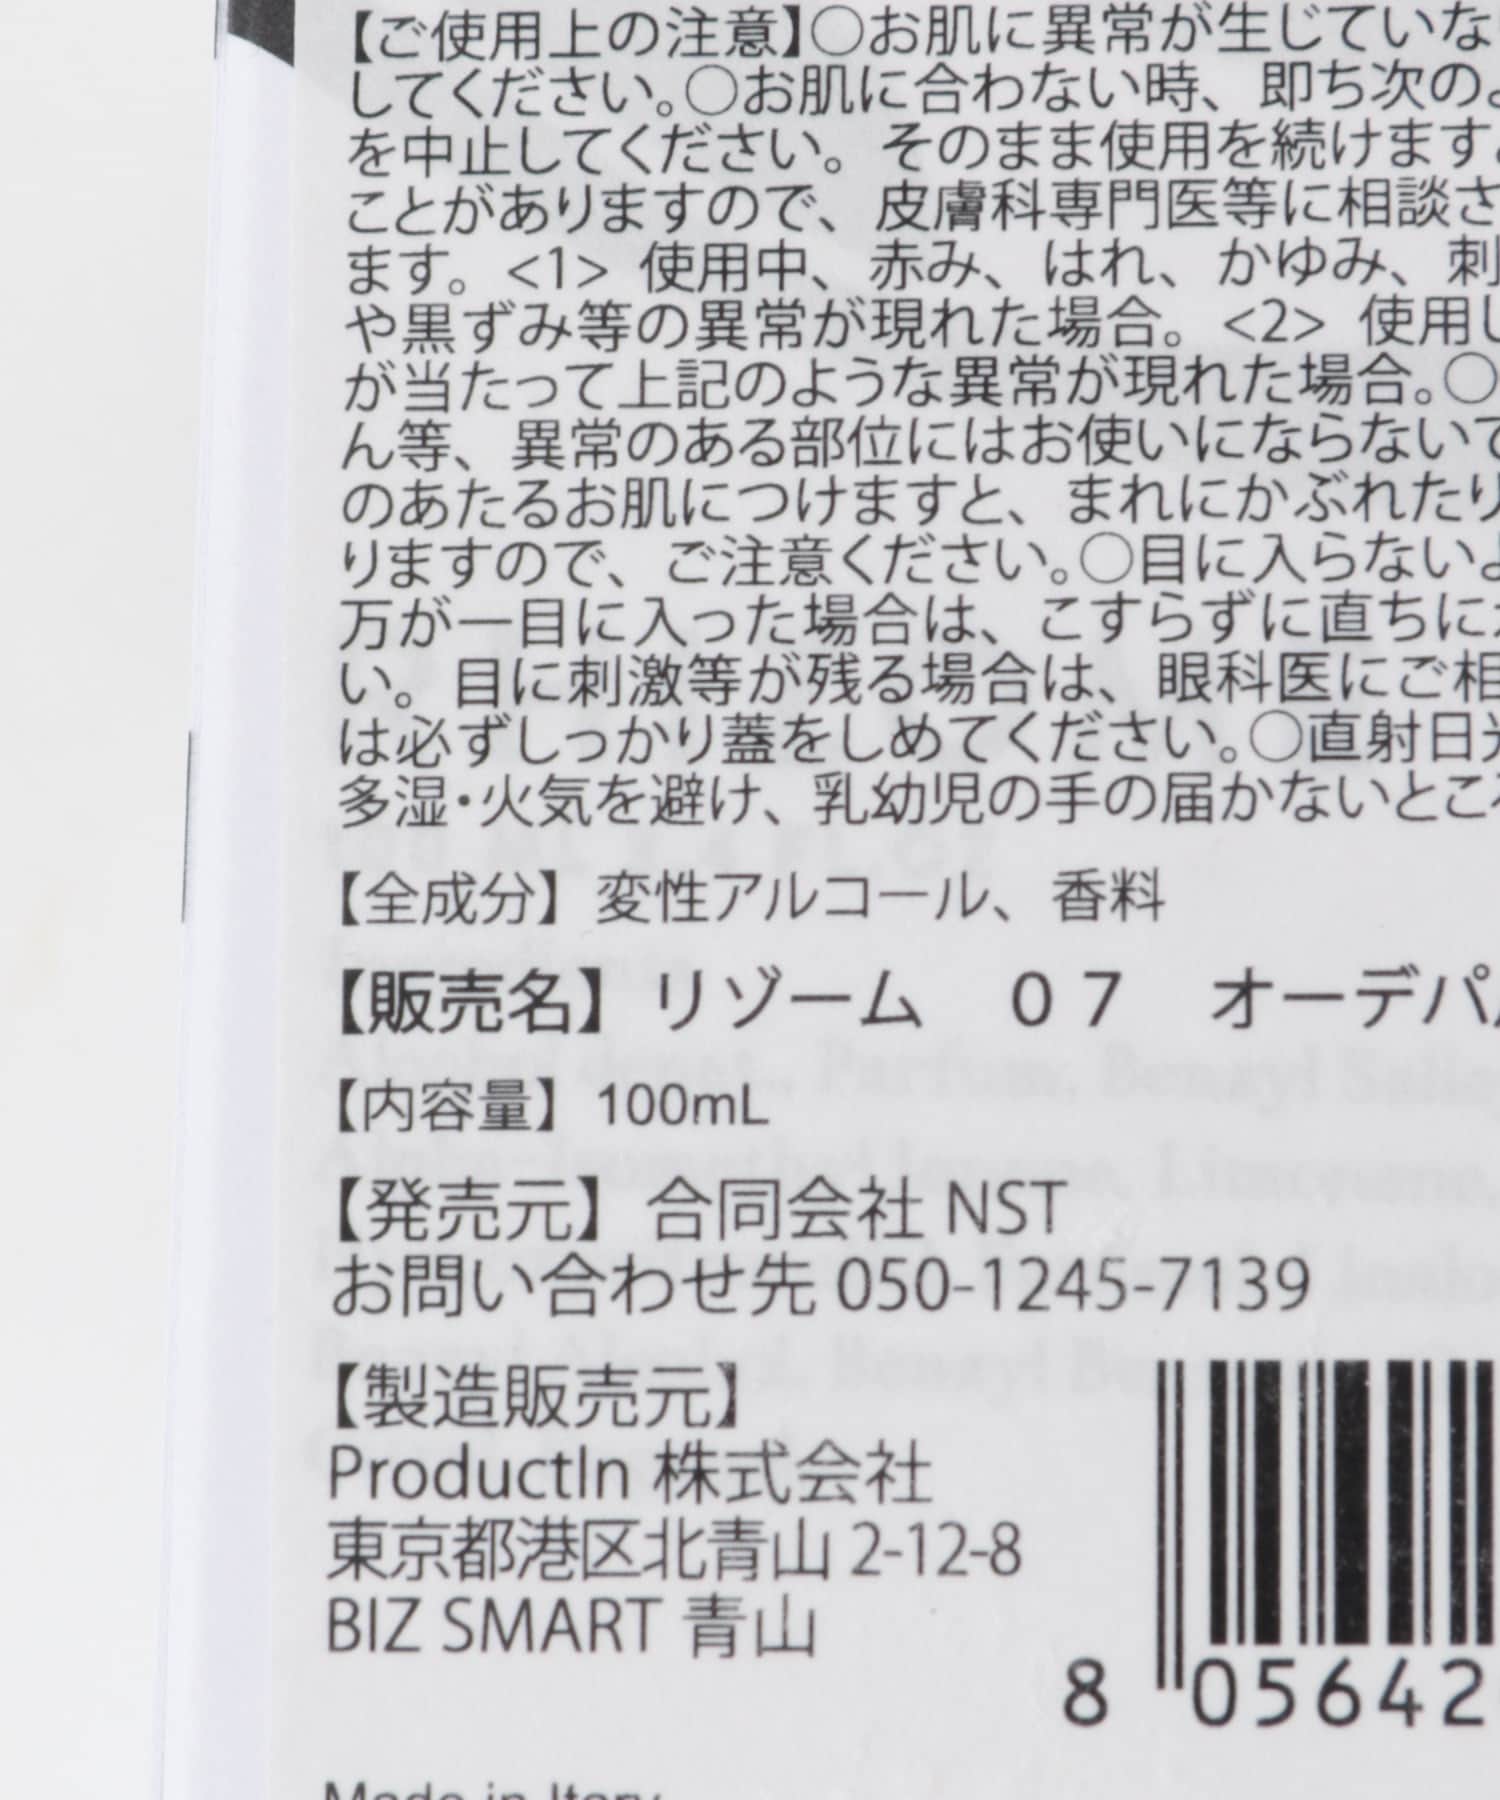 【ご使用上の注意】○お肌に異常が生じていな
してください。○お肌に合わない時、即ち次の
を中止してください。そのまま使用を続けます
ことがありますので、皮膚科専門医等に相談さ
ます。<1> 使用中、赤み、はれ、かゆみ、刺
や黒ずみ等の異常が現れた場合。<2> 使用し
が当たって上記のような異常が現れた場合。○
ん等、異常のある部位にはお使いにならないで
のあたるお肌につけますと、まれにかぶれたり
りますので、ご注意ください。○目に入らないよ
万が一目に入った場合は、こすらずに直ちに
い。目に刺激等が残る場合は、眼科医にご相
は必ずしっかり蓋をしめてください。○直射日光
多湿・火気を避け、乳幼児の手の届かないところ
【全成分】変性アルコール、香料
【販売名】リゾーム　０７　オーデパル
【内容量】100mL
【発売元】合同会社 NST
お問い合わせ先 050-1245-7139
【製造販売元】
ProductIn 株式会社
東京都港区北青山 2-12-8
BIZ SMART 青山
8 05642
Made in Itary